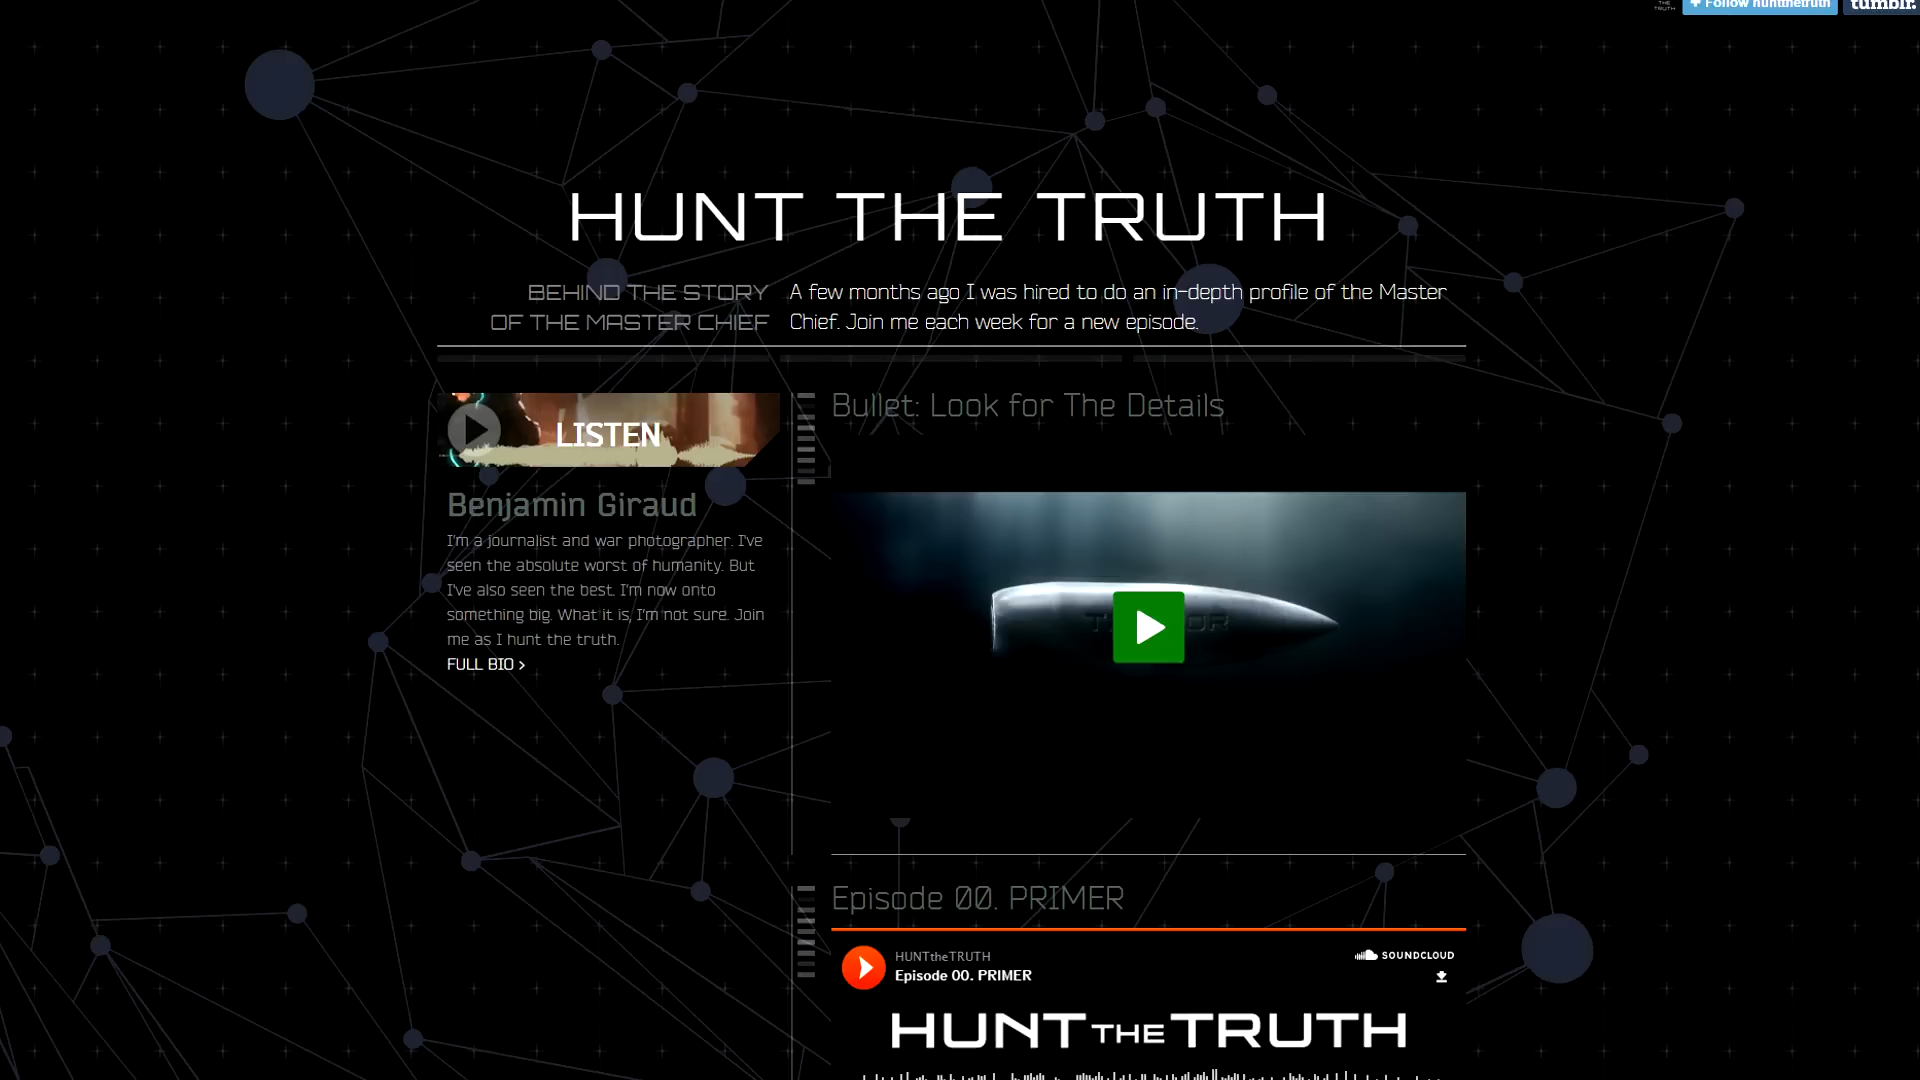 THE
TRUTH
+ Follow huntthetruth
tumblr.
HUNT THE TRUTH
BEHIND THE STORY
OF THE MASTER CHIEF
A few months ago I was hired to do an in-depth profile of the Master
Chief. Join me each week for a new episode.
LISTEN
Benjamin Giraud
I'm a journalist and war photographer. I've
seen the absolute worst of humanity. But
I've also seen the best. I'm now onto
something big. What it is, I'm not sure. Join
me as I hunt the truth.
FULL BIO >
Bullet: Look for The Details
Episode 00. PRIMER
HUNTtheTRUTH
Episode 00. PRIMER
SOUNDCLOUD
HUNT THE TRUTH